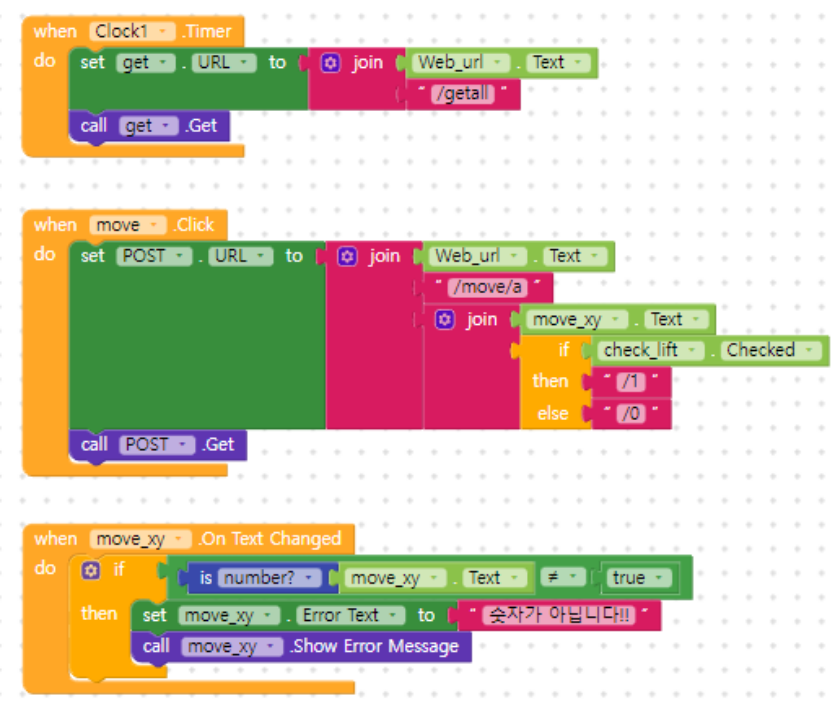 when Clock1 .Timer
do set get . URL to join Web_url . Text
" /getall "
call get .Get
when move .Click
do set POST . URL to join Web_url . Text
" /move/a "
join move_xy . Text
if check_lift . Checked
then " /1 "
else " /0 "
call POST .Get
when move_xy .On Text Changed
do if is number? move_xy . Text ≠ true
then set move_xy . Error Text to " 숫자가 아닙니다!! "
call move_xy .Show Error Message